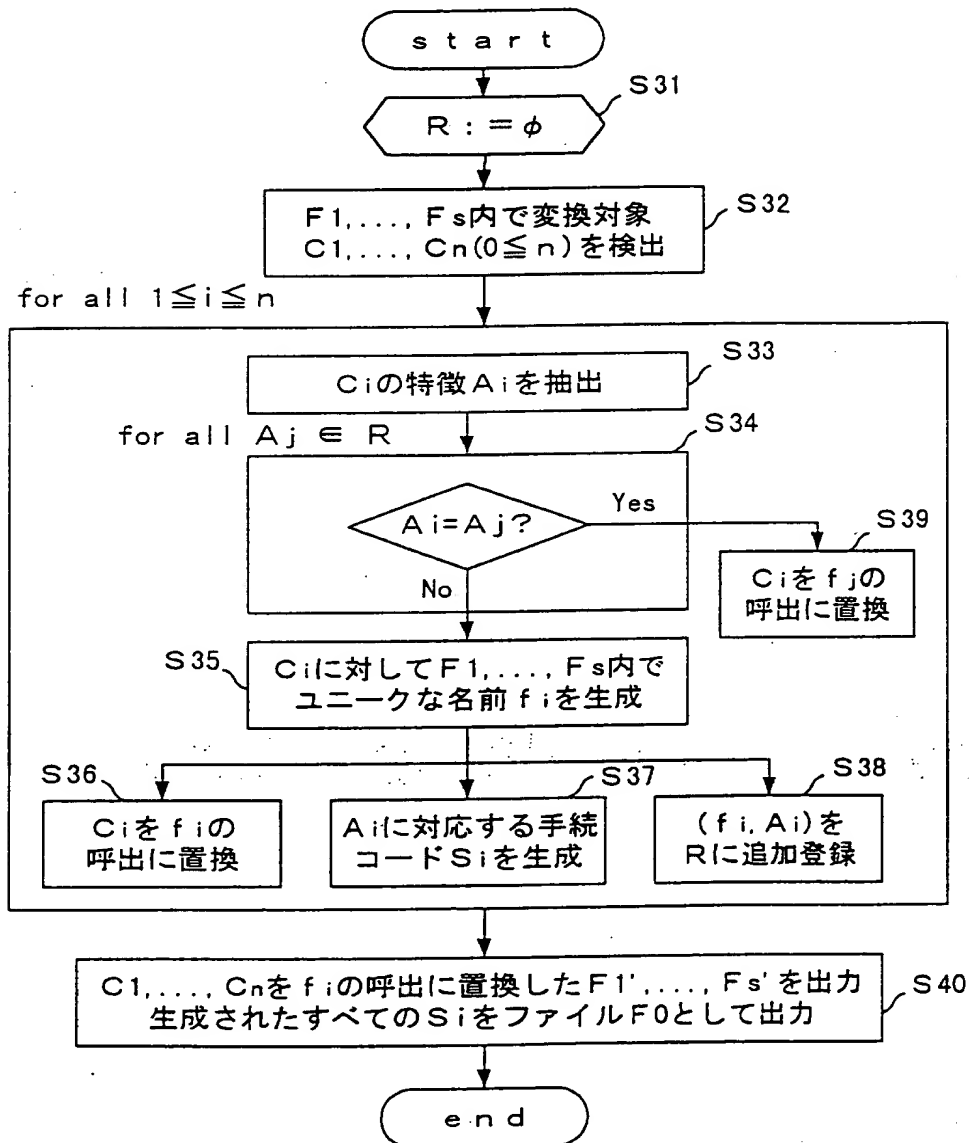 start
S31
R:=φ
S32
F1,...,Fs内で変換対象
C1,...,Cn(0≦n)を検出
for all 1≦i≦n
S33
Ciの特徴Aiを抽出
for all Aj ∈ R
S34
Ai=Aj?
Yes
No
S39
Ciをfjの
呼出に置換
S35
Ciに対してF1,...,Fs内で
ユニークな名前fiを生成
S36
Ciをfiの
呼出に置換
S37
Aiに対応する手続
コードSiを生成
S38
(fi,Ai)を
Rに追加登録
C1,...,Cnをfiの呼出に置換したF1',...,Fs'を出力
生成されたすべてのSiをファイルF0として出力
S40
end